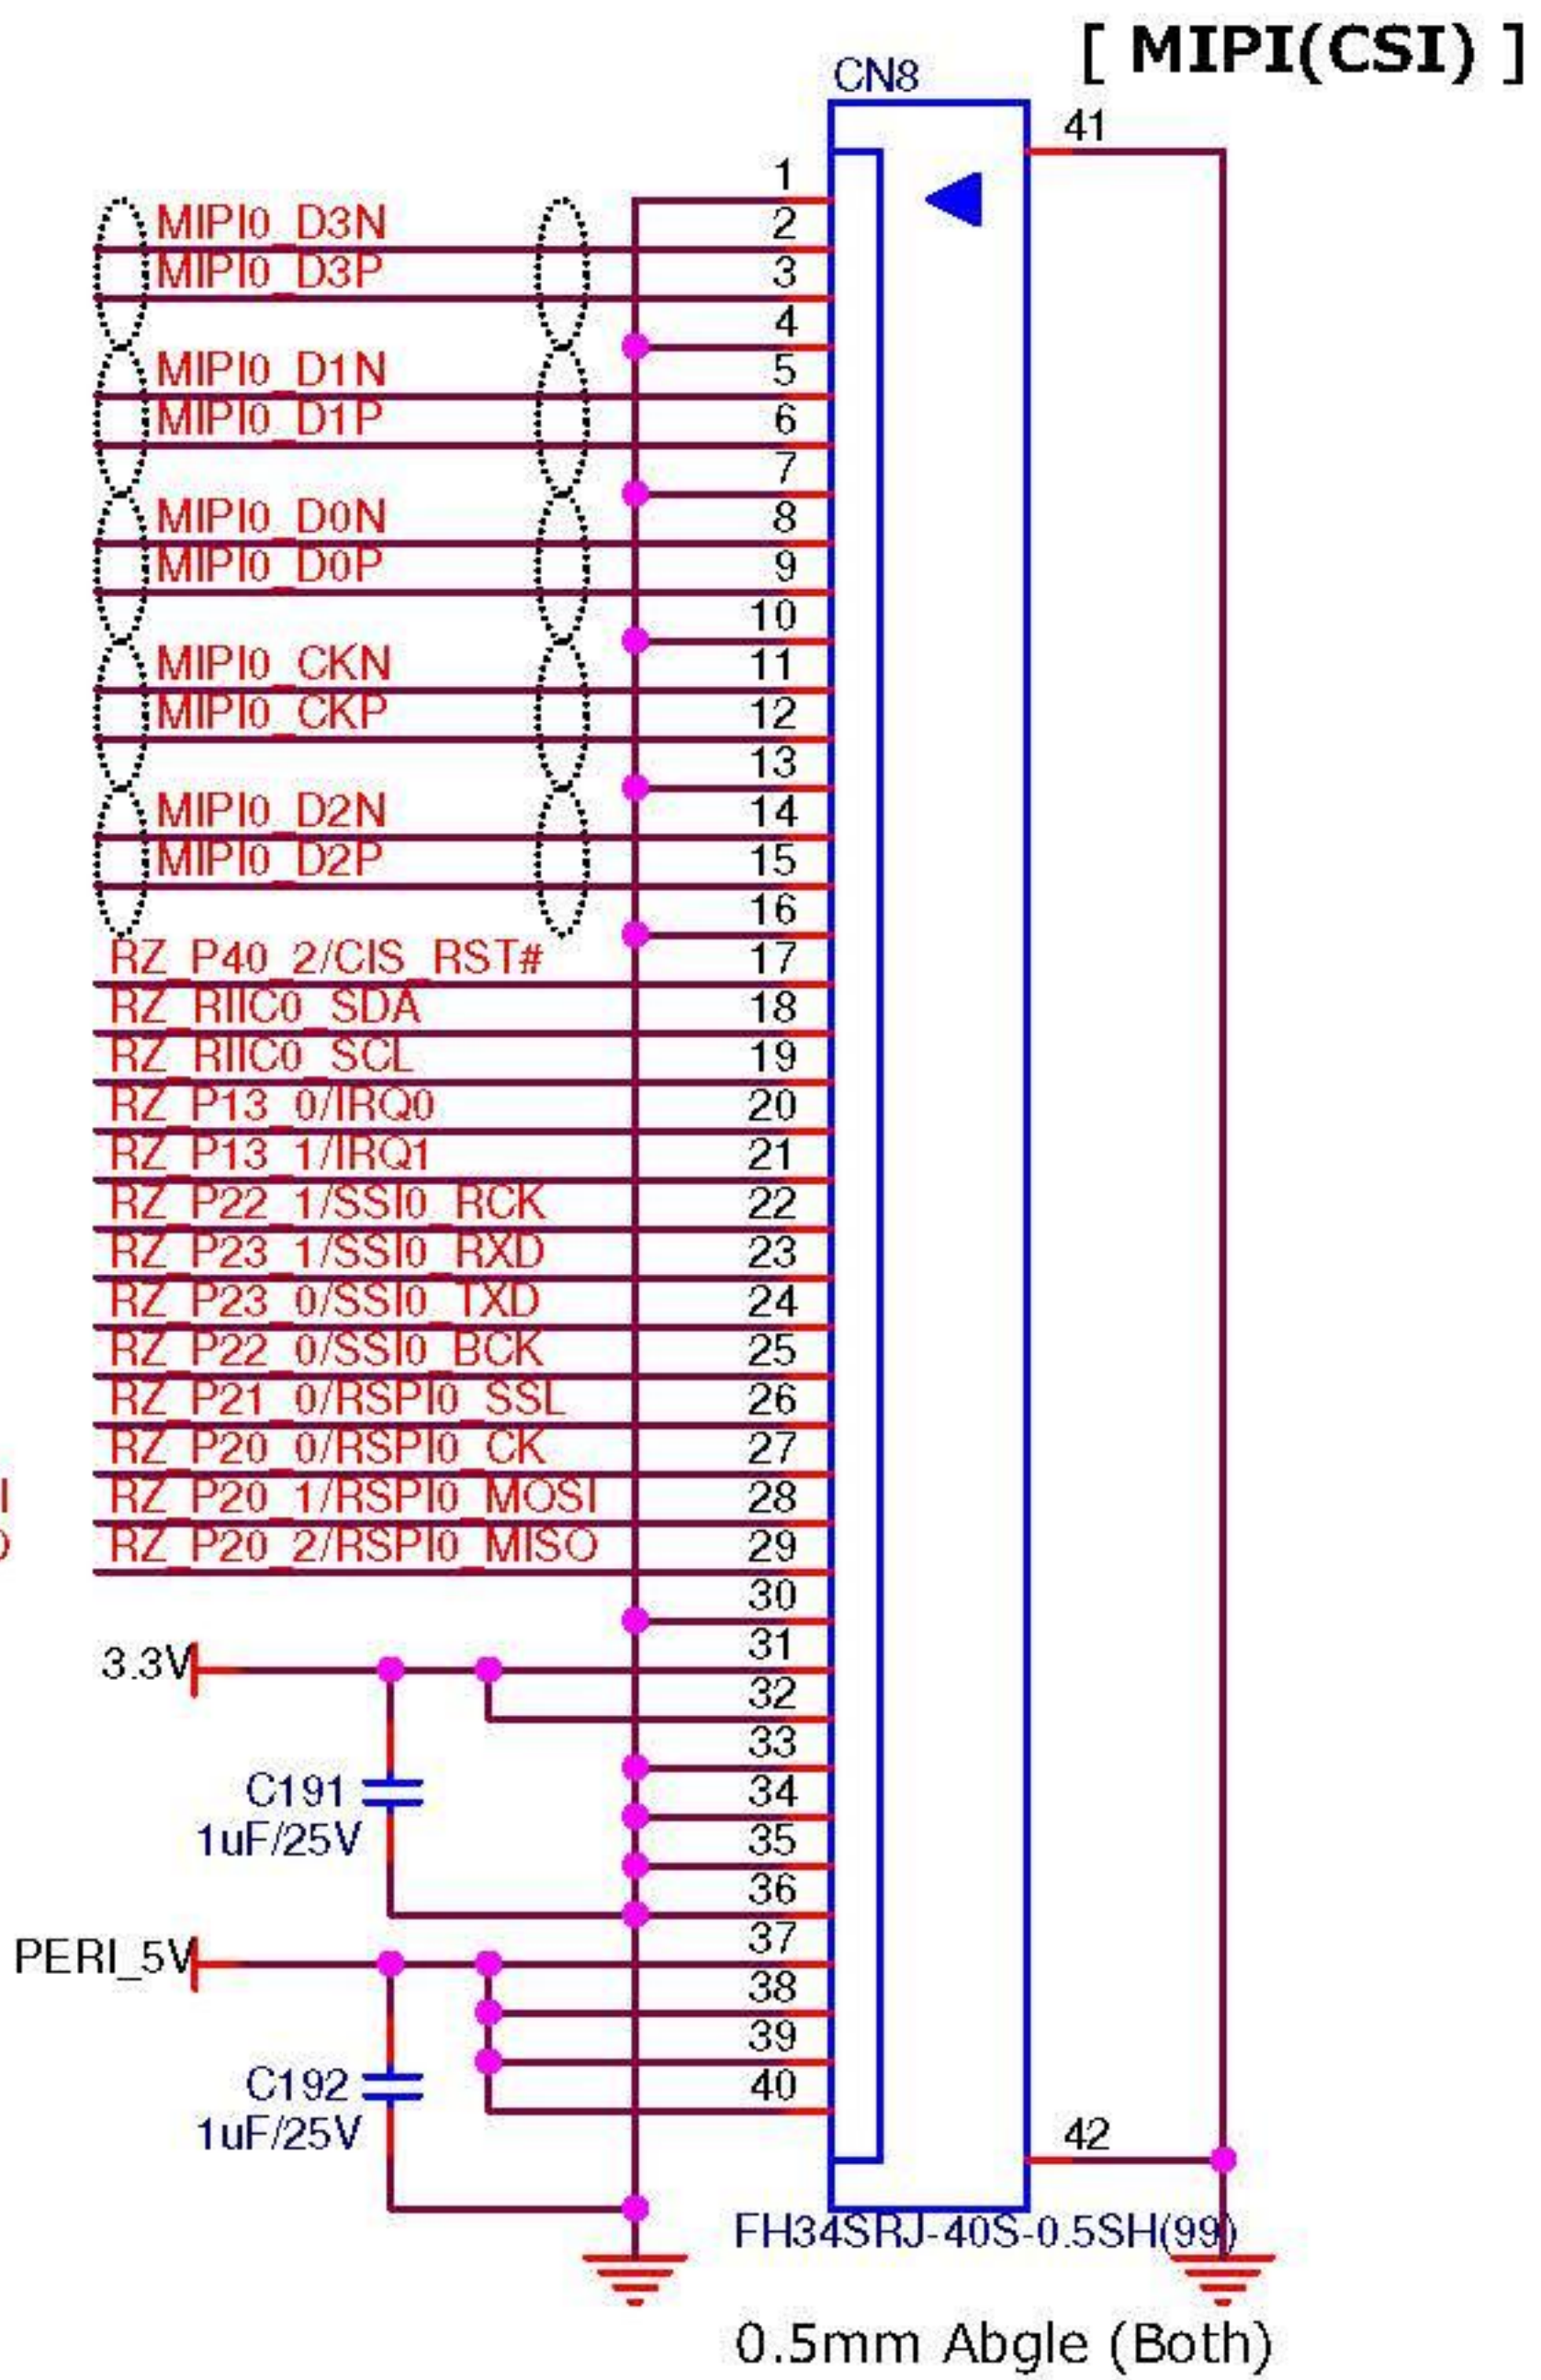 [ MIPI(CSI) ]
CN8
41
1
MIPI0_D3N 2
MIPI0_D3P 3
4
MIPI0_D1N 5
MIPI0_D1P 6
7
MIPI0_D0N 8
MIPI0_D0P 9
10
MIPI0_CKN 11
MIPI0_CKP 12
13
MIPI0_D2N 14
MIPI0_D2P 15
16
RZ_P40_2/CIS_RST# 17
RZ_RIIC0_SDA 18
RZ_RIIC0_SCL 19
RZ_P13_0/IRQ0 20
RZ_P13_1/IRQ1 21
RZ_P22_1/SSI0_RCK 22
RZ_P23_1/SSI0_RXD 23
RZ_P23_0/SSI0_TXD 24
RZ_P22_0/SSI0_BCK 25
RZ_P21_0/RSPI0_SSL 26
RZ_P20_0/RSPI0_CK 27
RZ_P20_1/RSPI0_MOSI 28
RZ_P20_2/RSPI0_MISO 29
30
3.3V 31
32
33
C191 34
1uF/25V 35
36
PERI_5V 37
38
39
C192 40
1uF/25V 42
FH34SRJ-40S-0.5SH(99)
0.5mm Abgle (Both)